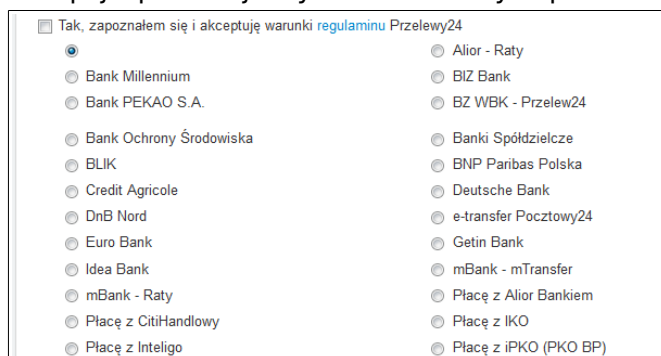 Tak, zapoznałem się i akceptuję warunki regulaminu Przelewy24
Alior - Raty
Bank Millennium BIZ Bank
Bank PEKAO S.A. BZ WBK - Przelew24
Bank Ochrony Środowiska Banki Spółdzielcze
BLIK BNP Paribas Polska
Credit Agricole Deutsche Bank
DnB Nord e-transfer Pocztowy24
Euro Bank Getin Bank
Idea Bank mBank - mTransfer
mBank - Raty Płacę z Alior Bankiem
Płacę z CitiHandlowy Płacę z IKO
Płacę z Inteligo Płacę z iPKO (PKO BP)